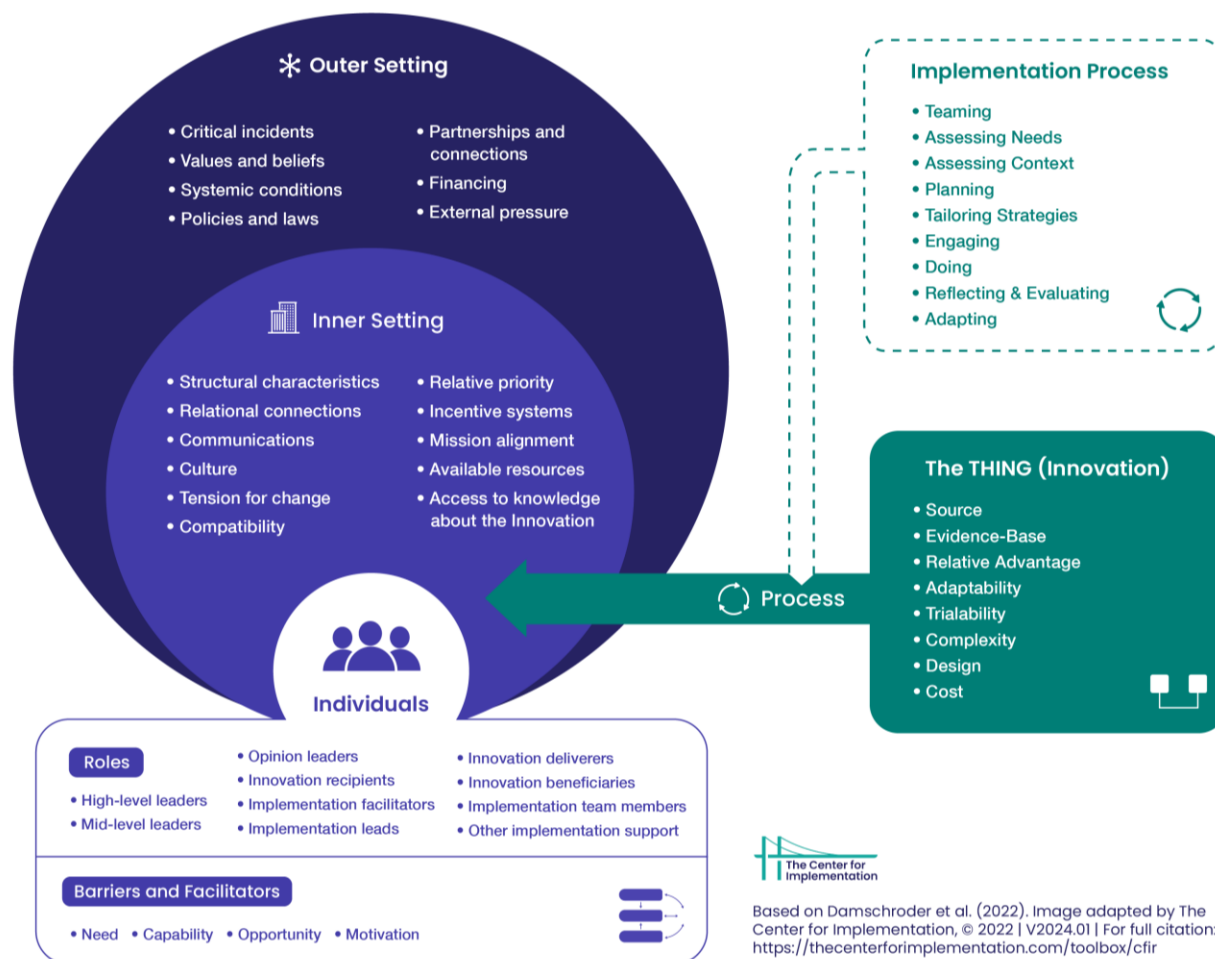 Outer Setting
• Critical incidents
• Values and beliefs
• Systemic conditions
• Policies and laws
• Partnerships and
connections
• Financing
• External pressure
Inner Setting
• Structural characteristics
• Relational connections
• Communications
• Culture
• Tension for change
• Compatibility
• Relative priority
• Incentive systems
• Mission alignment
• Available resources
• Access to knowledge
about the Innovation
Individuals
Roles
• High-level leaders
• Mid-level leaders
• Opinion leaders
• Innovation recipients
• Implementation facilitators
• Implementation leads
• Innovation deliverers
• Innovation beneficiaries
• Implementation team members
• Other implementation support
Barriers and Facilitators
• Need • Capability • Opportunity • Motivation
Implementation Process
• Teaming
• Assessing Needs
• Assessing Context
• Planning
• Tailoring Strategies
• Engaging
• Doing
• Reflecting & Evaluating
• Adapting
Process
The THING (Innovation)
• Source
• Evidence-Base
• Relative Advantage
• Adaptability
• Trialability
• Complexity
• Design
• Cost
The Center for
Implementation
Based on Damschroder et al. (2022). Image adapted by The
Center for Implementation, © 2022 | V2024.01 | For full citation:
https://thecenterforimplementation.com/toolbox/cfir